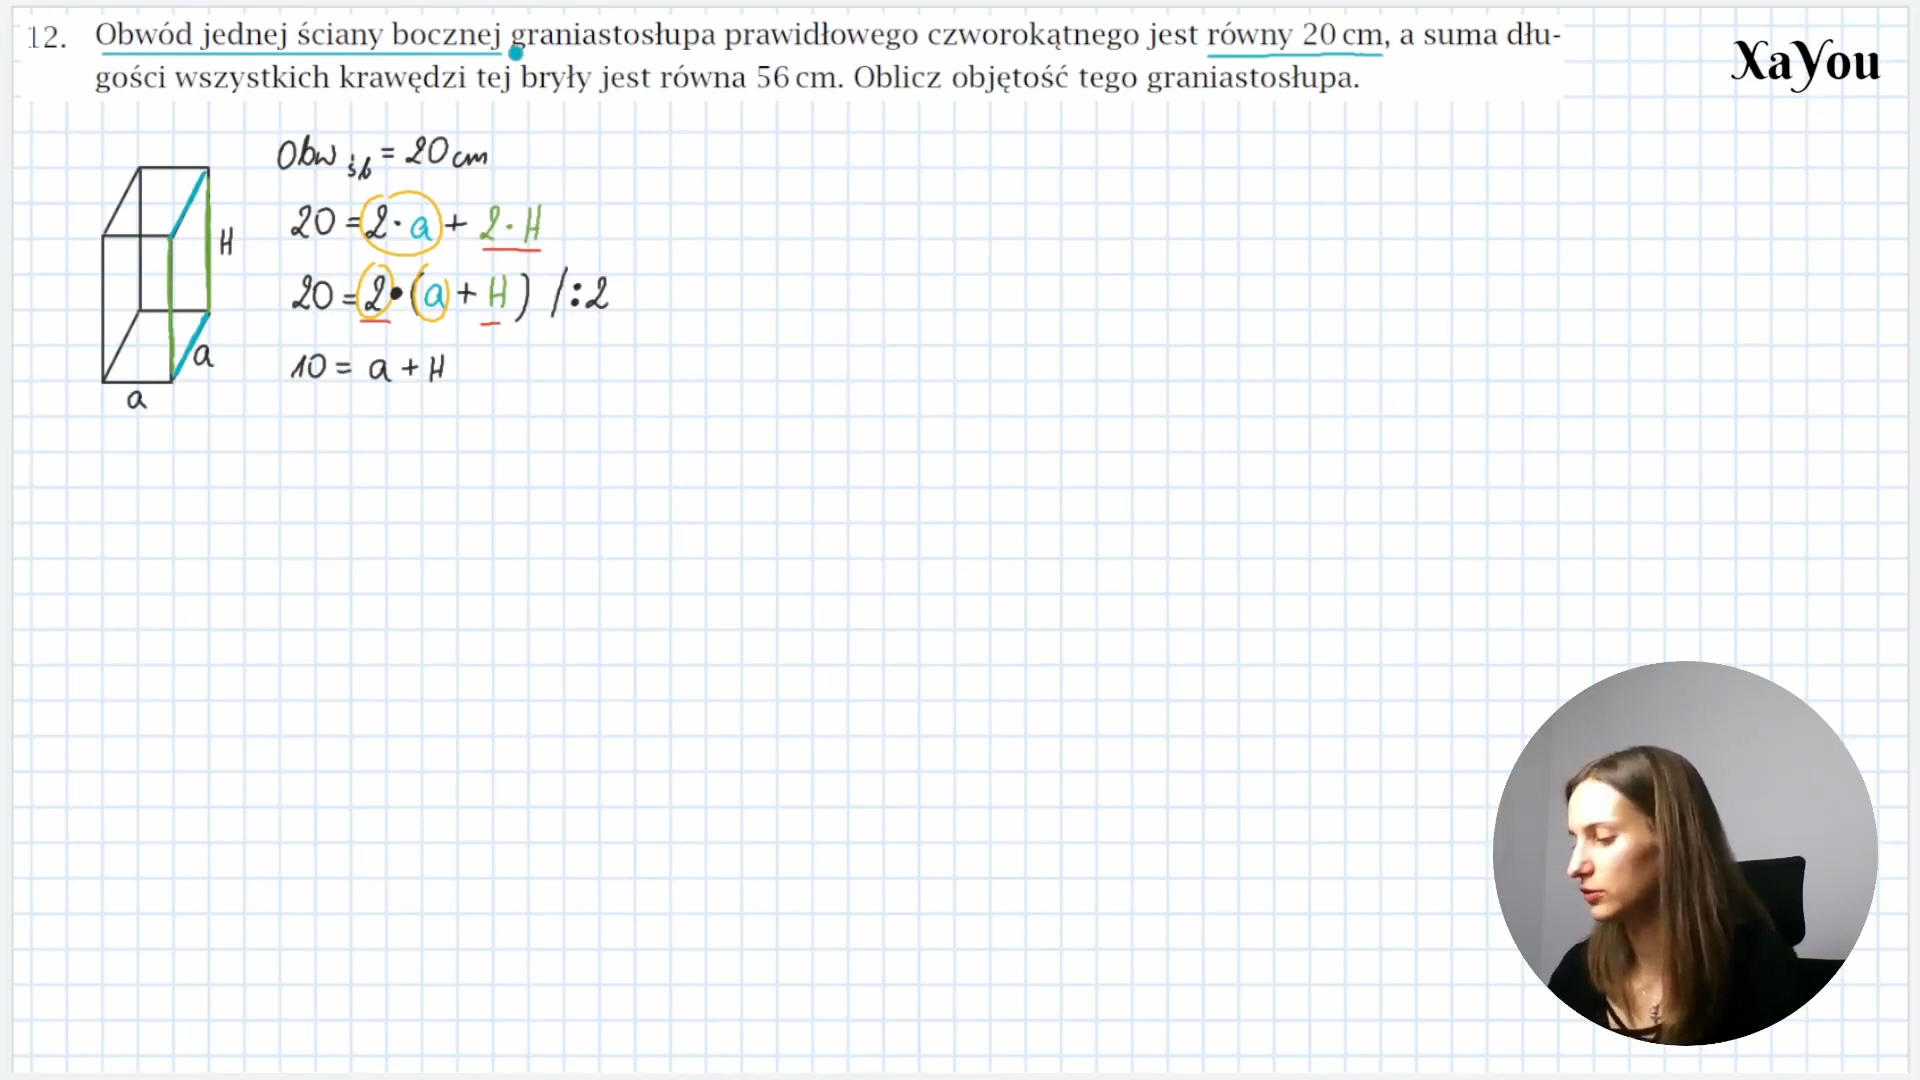 12. Obwód jednej ściany bocznej graniastosłupa prawidłowego czworokątnego jest równy 20 cm, a suma dłu-
gości wszystkich krawędzi tej bryły jest równa 56 cm. Oblicz objętość tego graniastosłupa.
XaYou
Obw śb = 20 cm
20 = 2 · a + 2 · H
20 = 2 • (a + H) / : 2
10 = a + H
H
a
a